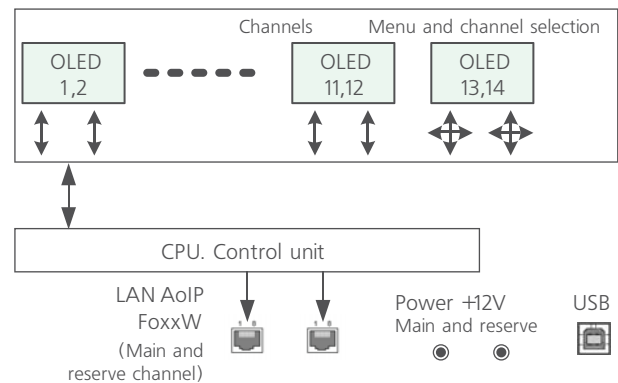 Channels
Menu and channel selection
OLED
1,2
OLED
11,12
OLED
13,14
CPU. Control unit
LAN AoIP
FoxxW
(Main and
reserve channel)
Power +12V
Main and reserve
USB